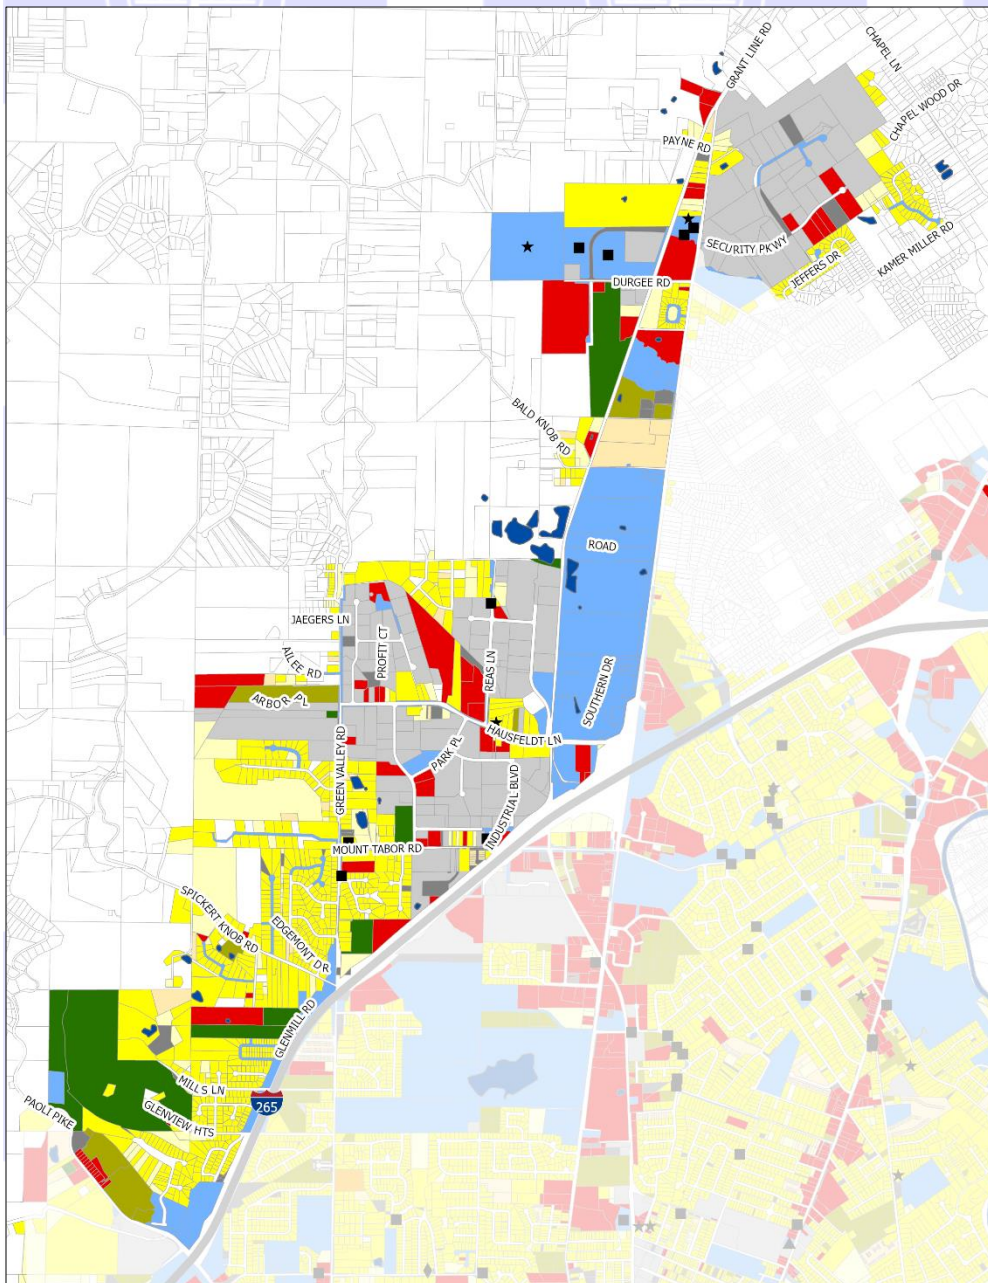 GRANT LINE RD
CHAPEL LN
CHAPEL WOOD DR
PAYNE RD
SECURITY PKWY
KAMER MILLER RD
JEFFERS DR
DURGEE RD
BALD KNOB RD
ROAD
JAEGERS LN
PROFIT CT
REAS LN
AILEE RD
ARBOR PL
SOUTHERN DR
HAUSFELDT LN
GREEN VALLEY RD
PARK PL
INDUSTRIAL BLVD
MOUNT TABOR RD
SPICKERT KNOB RD
EDGEMONT DR
GLENMILL RD
MILLS LN
265
PAOLI PIKE
GLENVIEW HTS